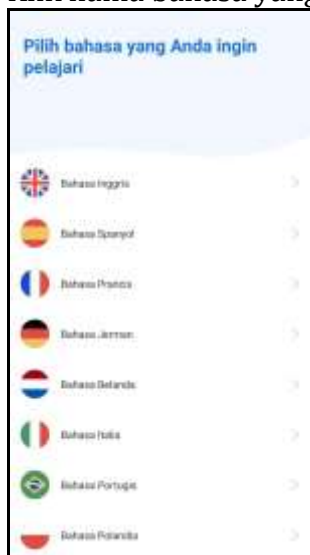 Pilih bahasa yang Anda ingin
pelajari
Bahasa Inggris
Bahasa Spanyol
Bahasa Prancis
Bahasa Jerman
Bahasa Belanda
Bahasa Italia
Bahasa Portugis
Bahasa Polandia